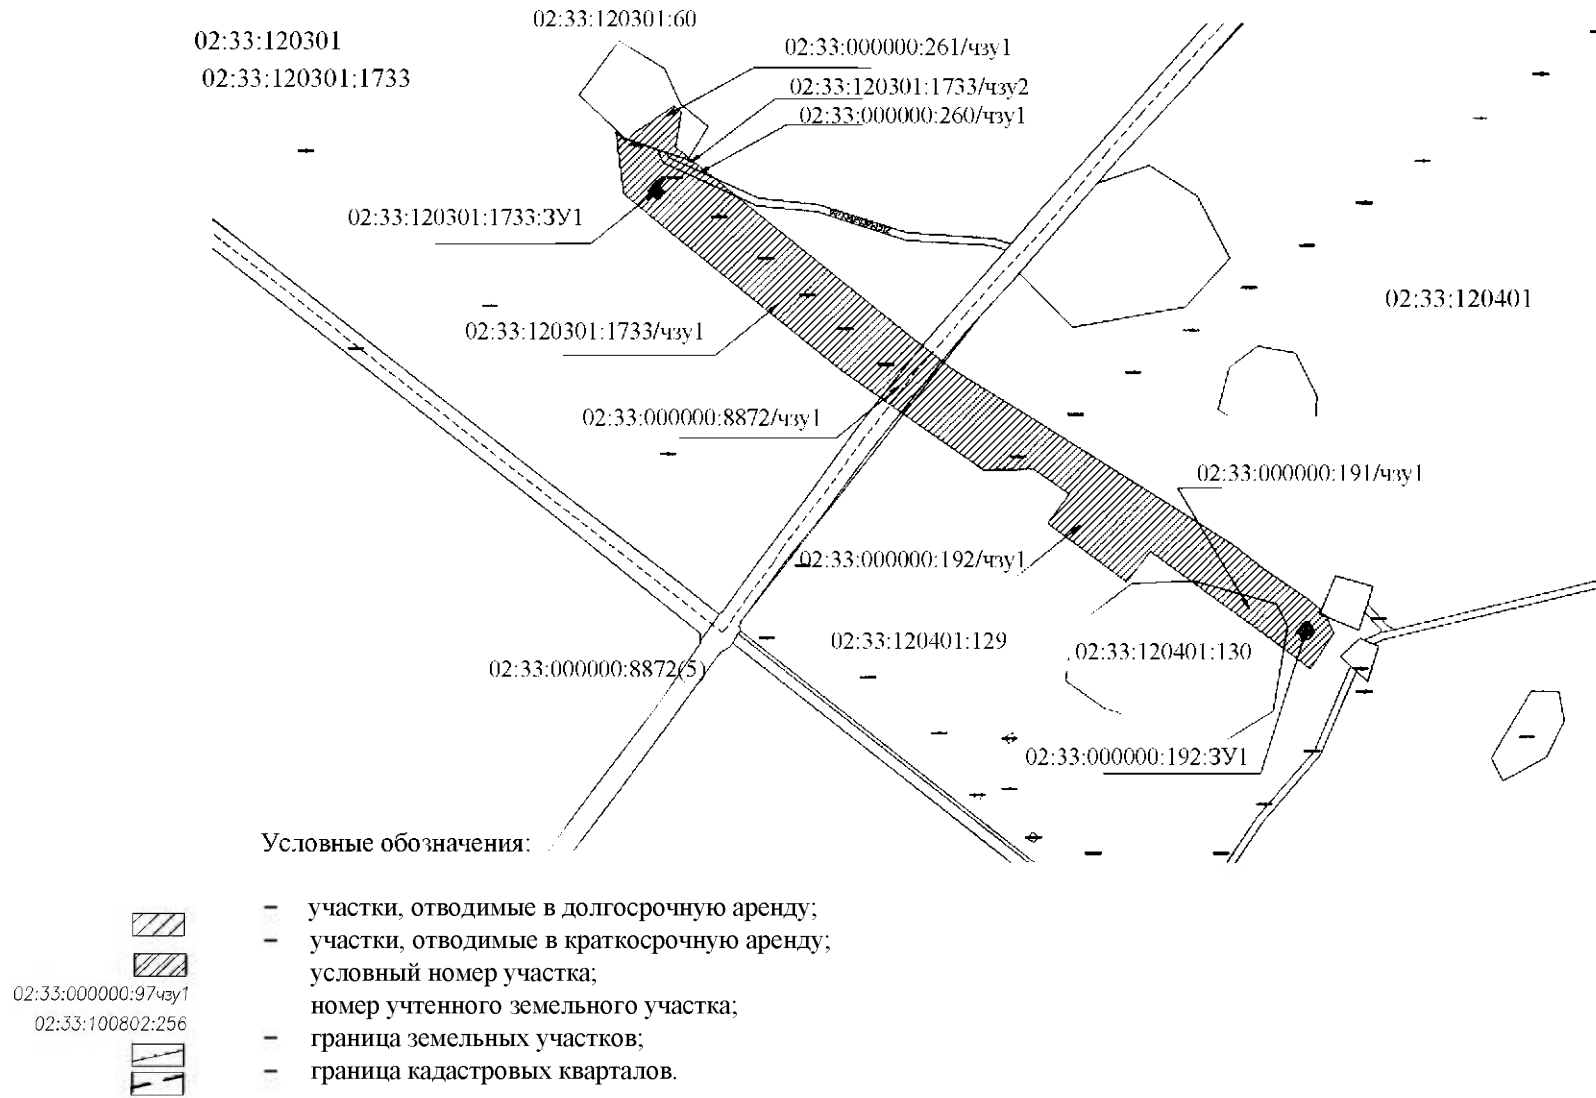 02:33:120301:60
02:33:120301
02:33:000000:261/чзу1
02:33:120301:1733
02:33:120301:1733/чзу2
02:33:000000:260/чзу1
02:33:120301:1733:ЗУ1
02:33:120401
02:33:120301:1733/чзу1
02:33:000000:8872/чзу1
02:33:000000:191/чзу1
02:33:000000:192/чзу1
02:33:120401:129
02:33:120401:130
02:33:000000:8872(5)
02:33:000000:192:ЗУ1
Условные обозначения:
– участки, отводимые в долгосрочную аренду;
– участки, отводимые в краткосрочную аренду;
условный номер участка;
02:33:000000:97чзу1
номер учтенного земельного участка;
02:33:100802:256
– граница земельных участков;
– граница кадастровых кварталов.